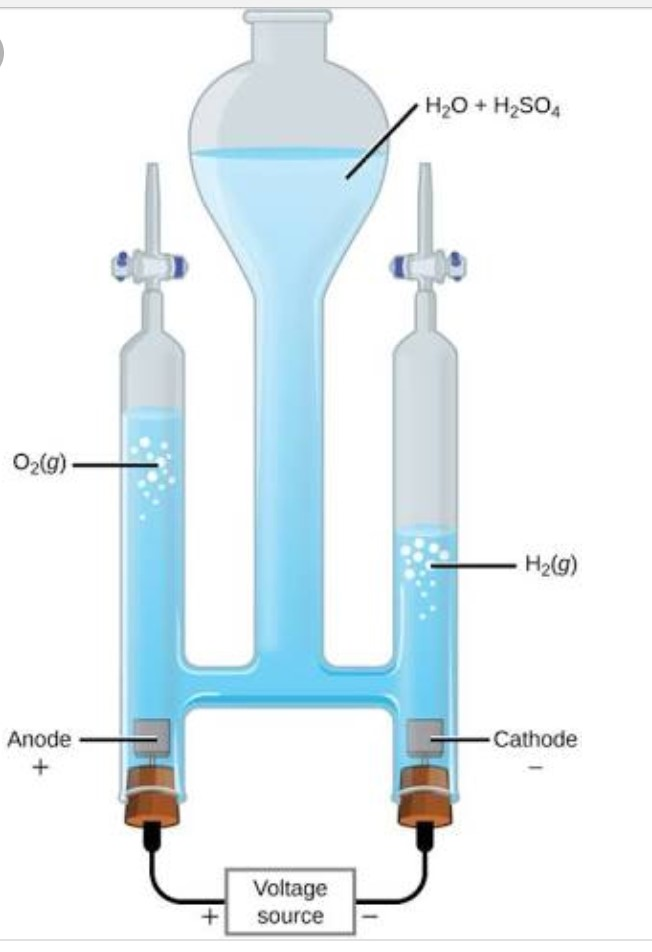 H₂O + H₂SO₄
O₂(g)
H₂(g)
Anode
+
Cathode
−
Voltage
source
+
−